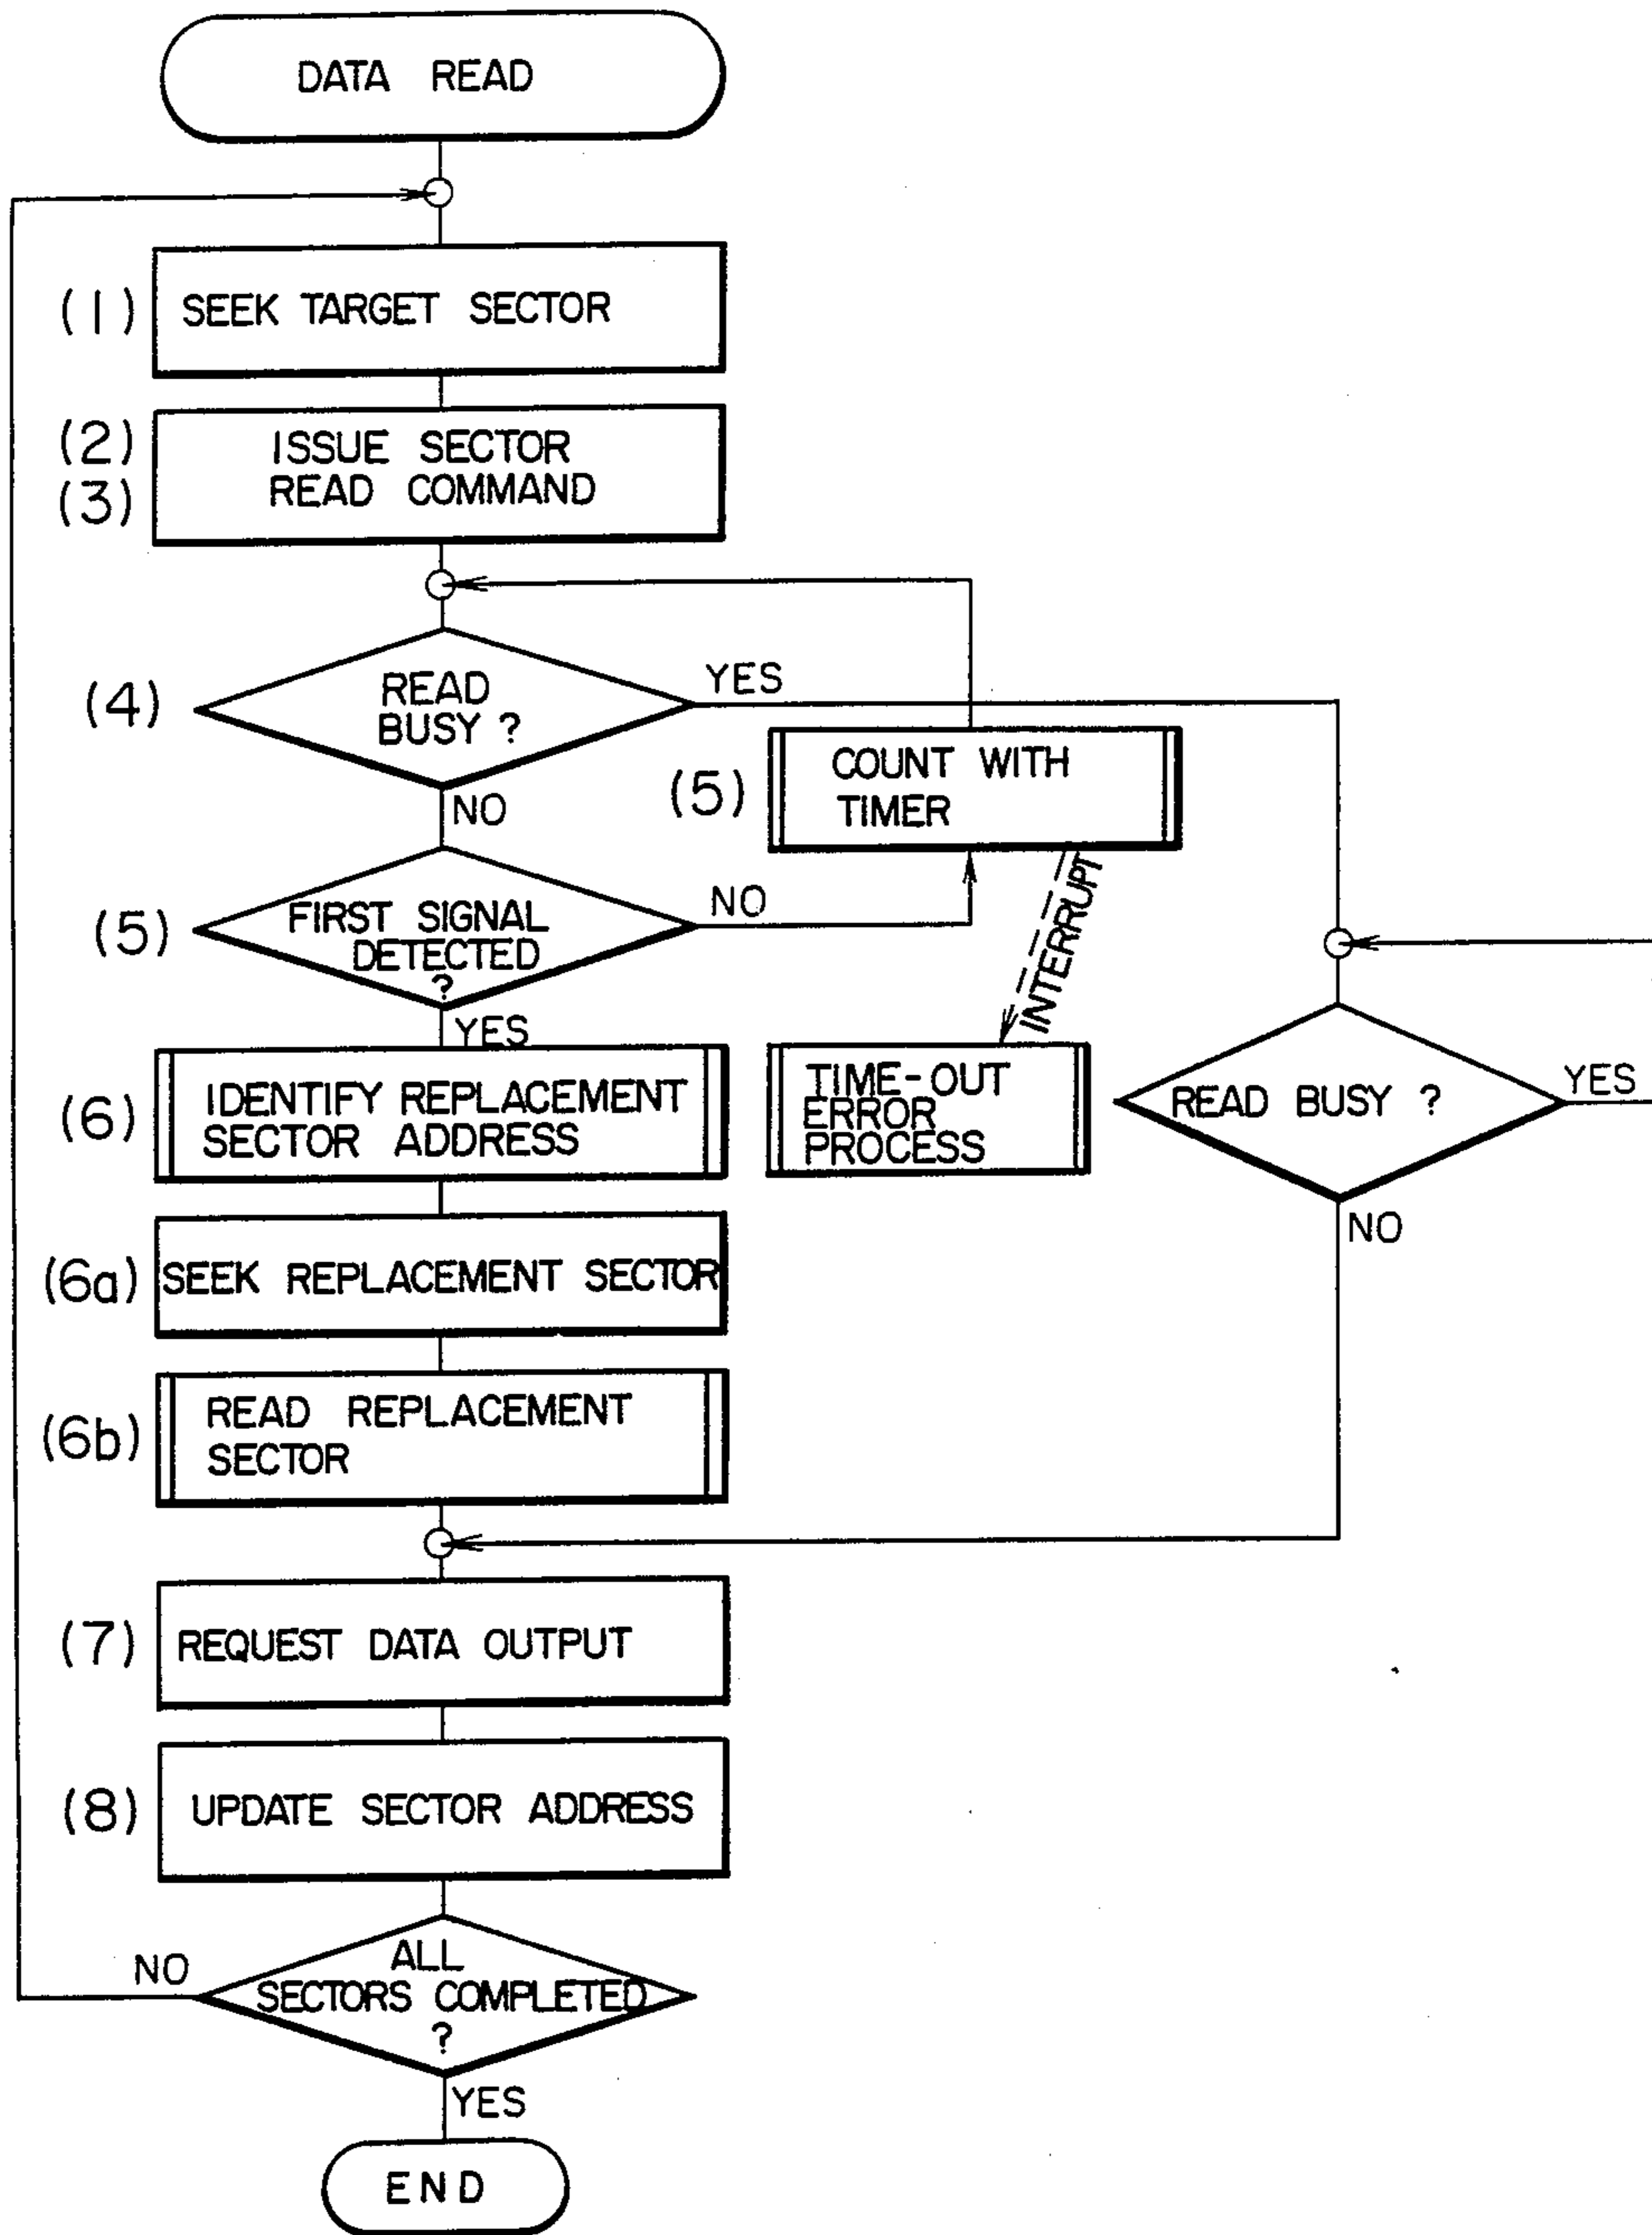 DATA READ
(1)
SEEK TARGET SECTOR
(2)
ISSUE SECTOR
(3)
READ COMMAND
(4)
READ
BUSY ?
YES
NO
(5)
COUNT WITH
TIMER
(5)
FIRST SIGNAL
DETECTED
?
NO
YES
INTERRUPT
TIME-OUT
ERROR
PROCESS
READ BUSY ?
YES
NO
(6)
IDENTIFY REPLACEMENT
SECTOR ADDRESS
(6a)
SEEK REPLACEMENT SECTOR
(6b)
READ REPLACEMENT
SECTOR
(7)
REQUEST DATA OUTPUT
(8)
UPDATE SECTOR ADDRESS
ALL
SECTORS COMPLETED
?
NO
YES
END